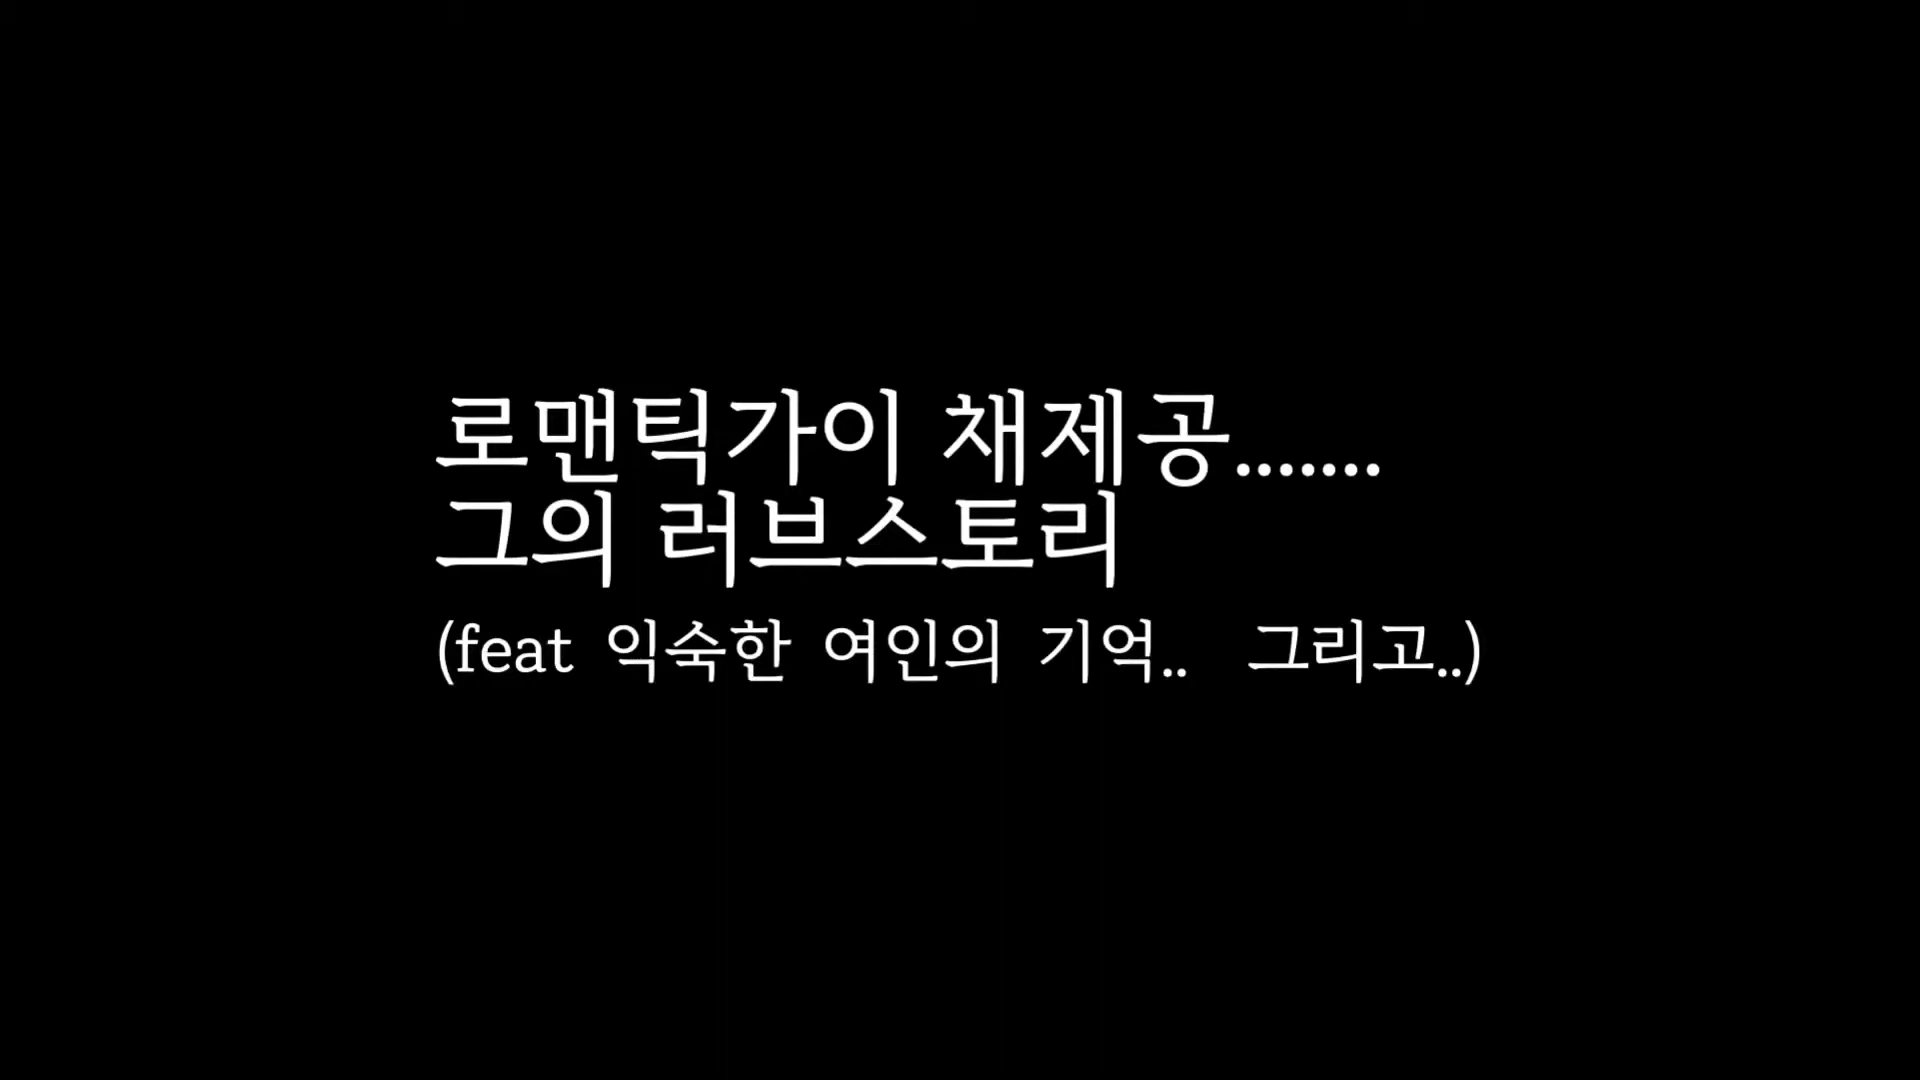 로맨틱가이 채제공.......
그의 러브스토리
(feat 익숙한 여인의 기억..  그리고..)